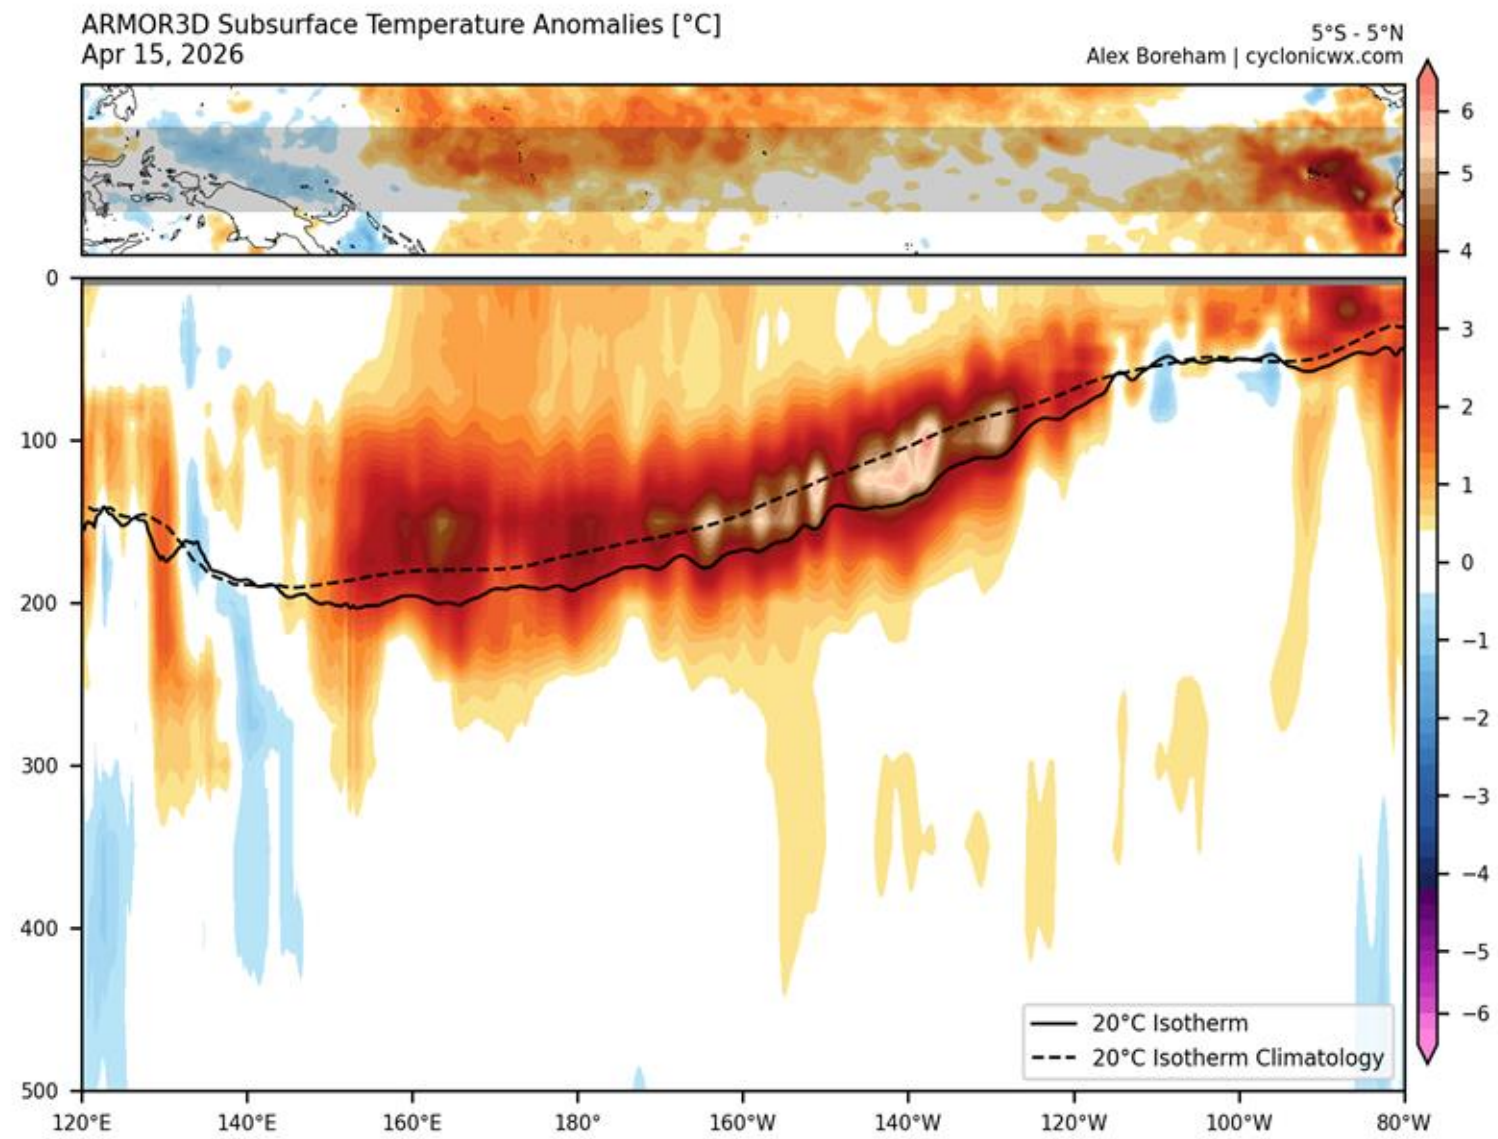 ARMOR3D Subsurface Temperature Anomalies [°C]
Apr 15, 2026
5°S - 5°N
Alex Boreham | cyclonicwx.com
6
5
4
3
2
1
0
−1
−2
−3
−4
−5
−6
0
100
200
300
400
500
20°C Isotherm
20°C Isotherm Climatology
120°E 140°E 160°E 180° 160°W 140°W 120°W 100°W 80°W